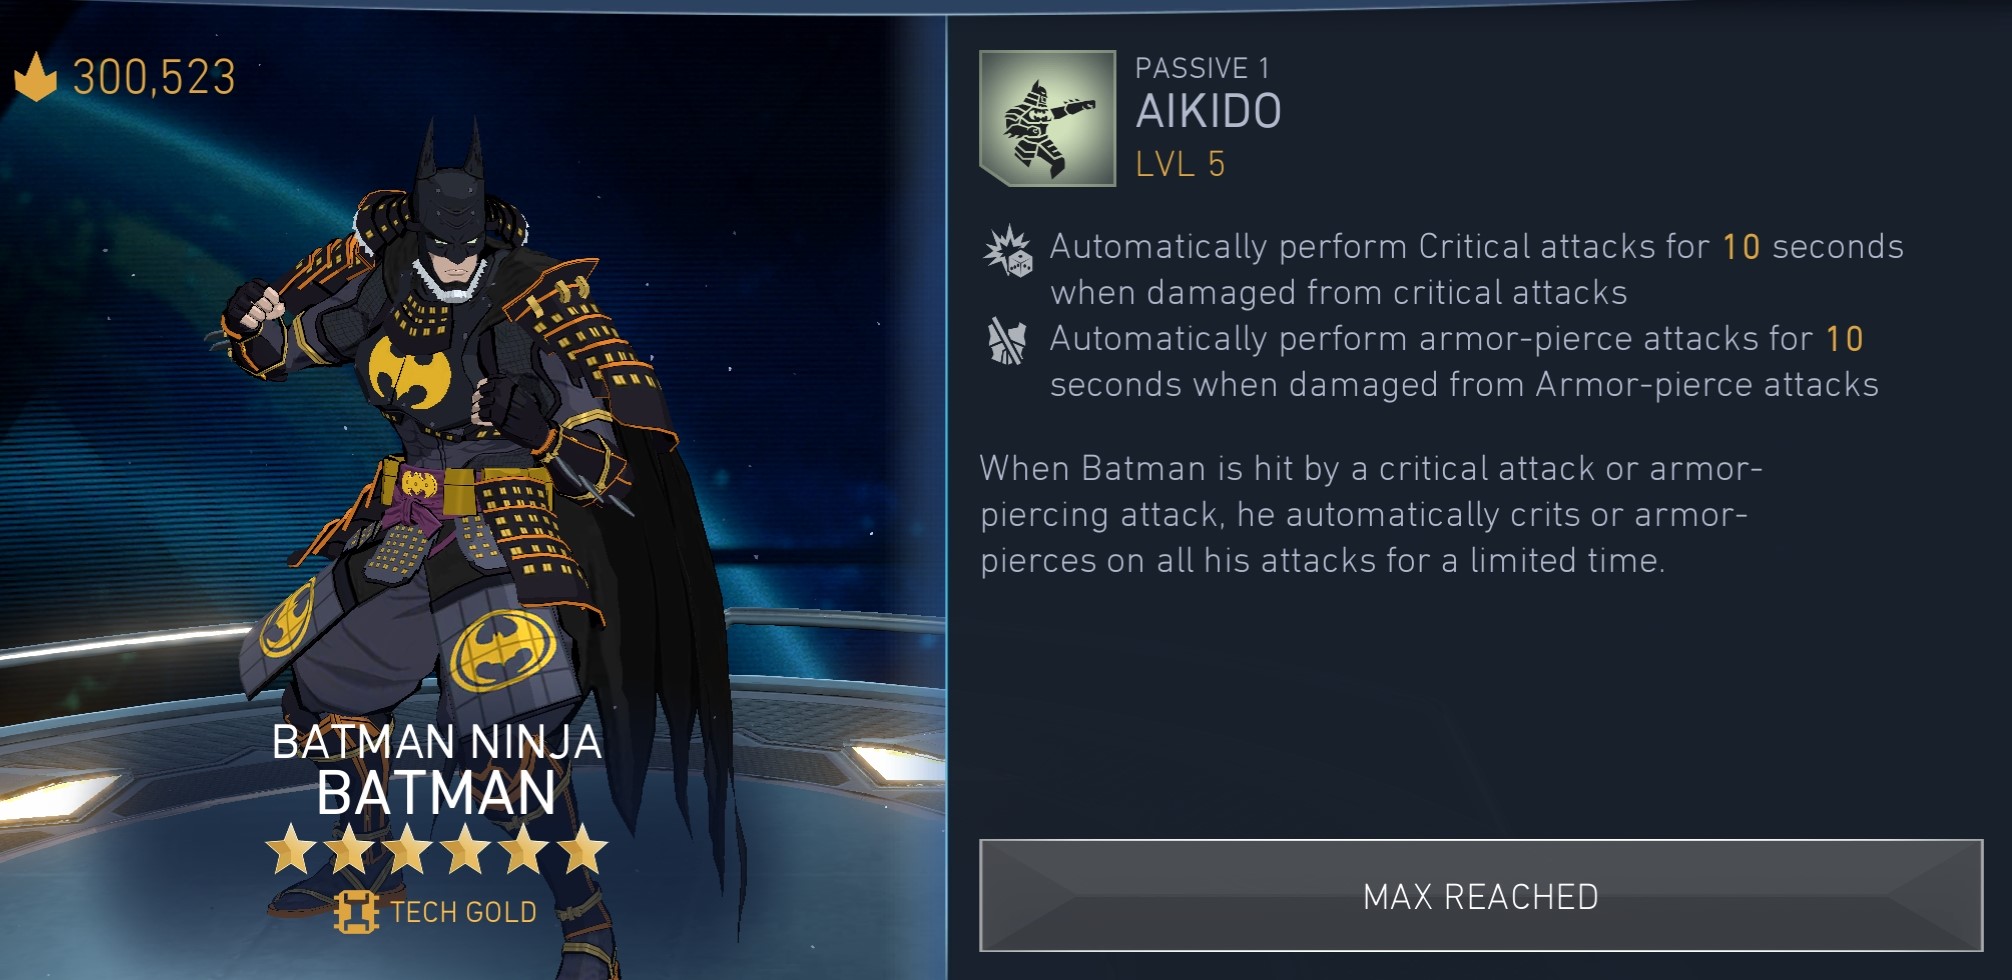 300,523
BATMAN NINJA
BATMAN
TECH GOLD
PASSIVE 1
AIKIDO
LVL 5
Automatically perform Critical attacks for 10 seconds
when damaged from critical attacks
Automatically perform armor-pierce attacks for 10
seconds when damaged from Armor-pierce attacks
When Batman is hit by a critical attack or armor-
piercing attack, he automatically crits or armor-
pierces on all his attacks for a limited time.
MAX REACHED